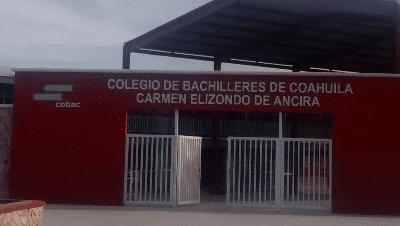 COLEGIO DE BACHILLERES DE COAHUILA
CARMEN ELIZONDO DE ANCIRA
cobac